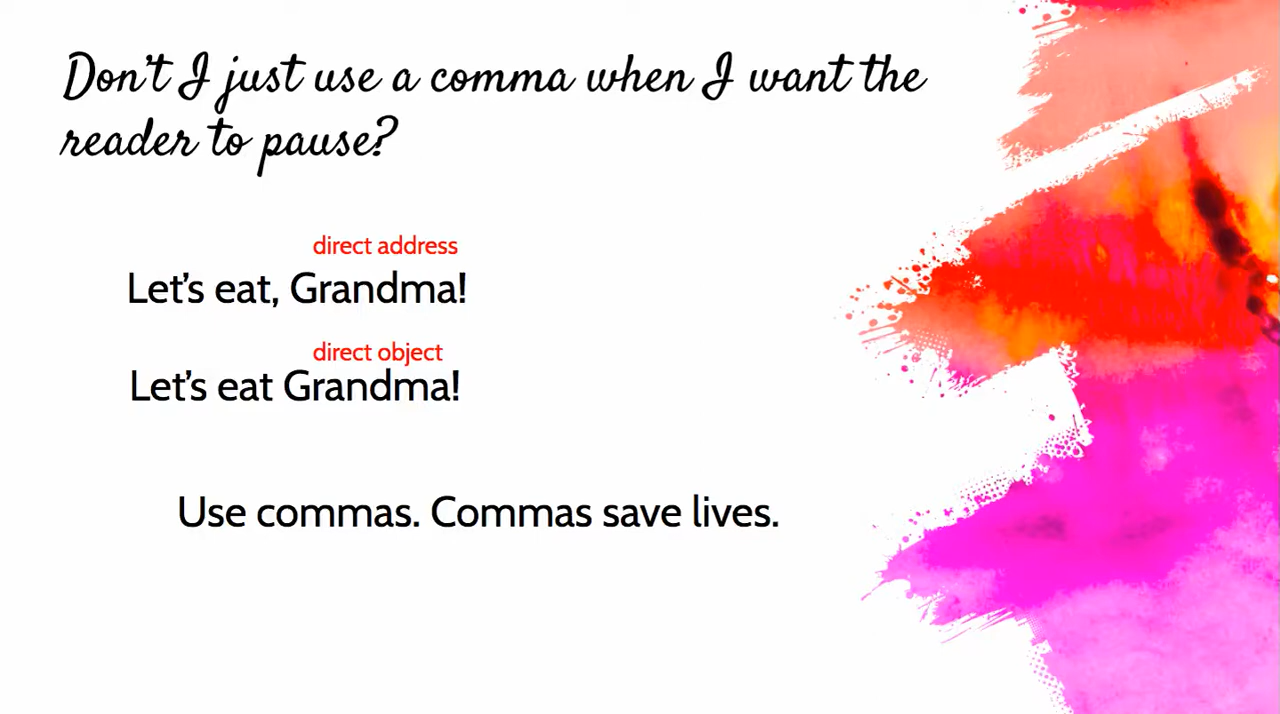 Don't I just use a comma when I want the
reader to pause?
direct address
Let's eat, Grandma!
direct object
Let's eat Grandma!
Use commas. Commas save lives.